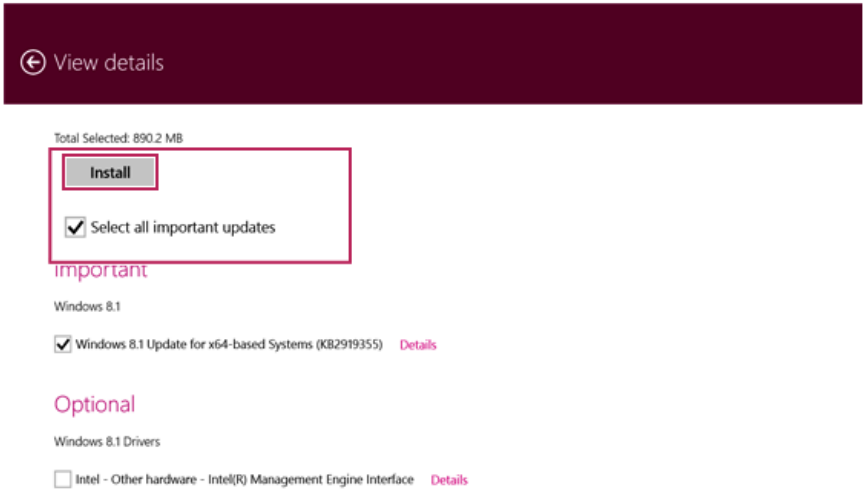 View details
Total Selected: 890.2 MB
Install
Select all important updates
Important
Windows 8.1
Windows 8.1 Update for x64-based Systems (KB2919355) Details
Optional
Windows 8.1 Drivers
Intel - Other hardware - Intel(R) Management Engine Interface Details